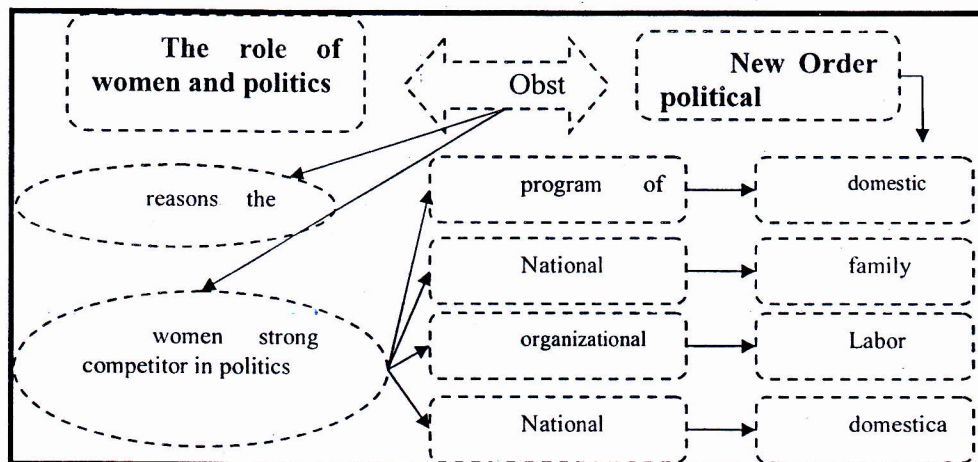 The role of
women and politics
Obst
New Order
political
reasons the
program of
domestic
National
family
women strong
competitor in politics
organizational
Labor
National
domestica